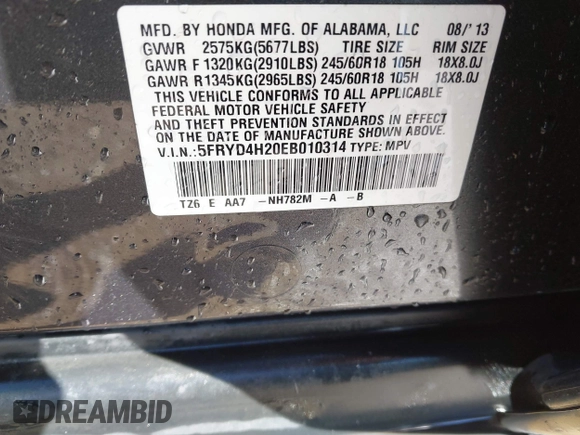 MFD. BY HONDA MFG. OF ALABAMA, LLC 08/'13
GVWR 2575KG(5677LBS) TIRE SIZE RIM SIZE
GAWR F 1320KG(2910LBS) 245/60R18 105H 18X8.0J
GAWR R 1345KG(2965LBS) 245/60R18 105H 18X8.0J
THIS VEHICLE CONFORMS TO ALL APPLICABLE
FEDERAL MOTOR VEHICLE SAFETY
AND THEFT PREVENTION STANDARDS IN EFFECT
ON THE DATE OF MANUFACTURE SHOWN ABOVE.
V.I.N.:5FRYD4H20EB010314 TYPE: MPV
TZ6 E AA7 -NH782M -A -B
DREAMBID